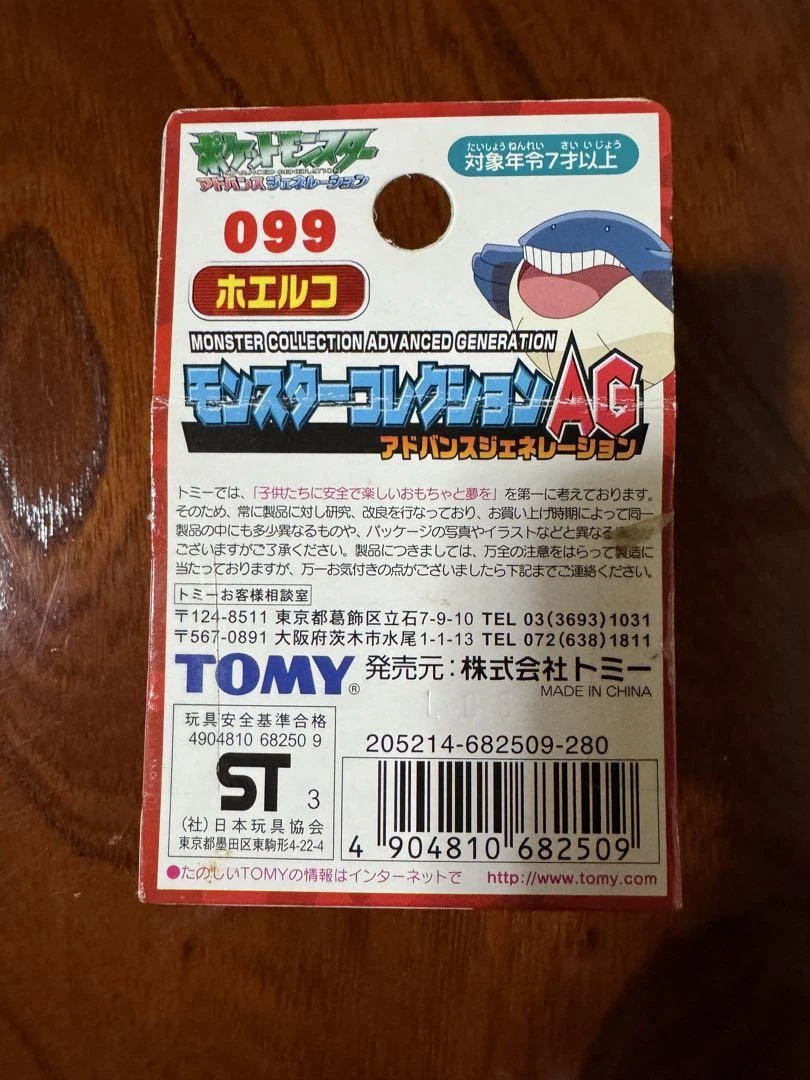 ポケットモンスター
ADVANCED GENERATION
アドバンスジェネレーション
たいしょうねんれい さい いじょう
対象年令7才以上
099
ホエルコ
MONSTER COLLECTION ADVANCED GENERATION
モンスターコレクションAG
アドバンスジェネレーション
トミーでは、「子供たちに安全で楽しいおもちゃと夢を」を第一に考えております。
そのため、常に製品に対し研究、改良を行なっており、お買い上げ時期によって同一
製品の中にも多少異なるものや、パッケージの写真やイラストなどと異なる
ございますがご了承ください。製品につきましては、万全の注意をはらって製造に
当たっておりますが、万一お気付きの点がございましたら下記までご連絡ください。
トミーお客様相談室
〒124-8511 東京都葛飾区立石7-9-10 TEL 03(3693)1031
〒567-0891 大阪府茨木市水尾1-1-13 TEL 072(638)1811
TOMY® 発売元:株式会社トミー
MADE IN CHINA
玩具安全基準合格
4904810 68250 9
ST 3
(社)日本玩具協会
東京都墨田区東駒形4-22-4
205214-682509-280
4 904810 682509
●たのしいTOMYの情報はインターネットで http://www.tomy.com